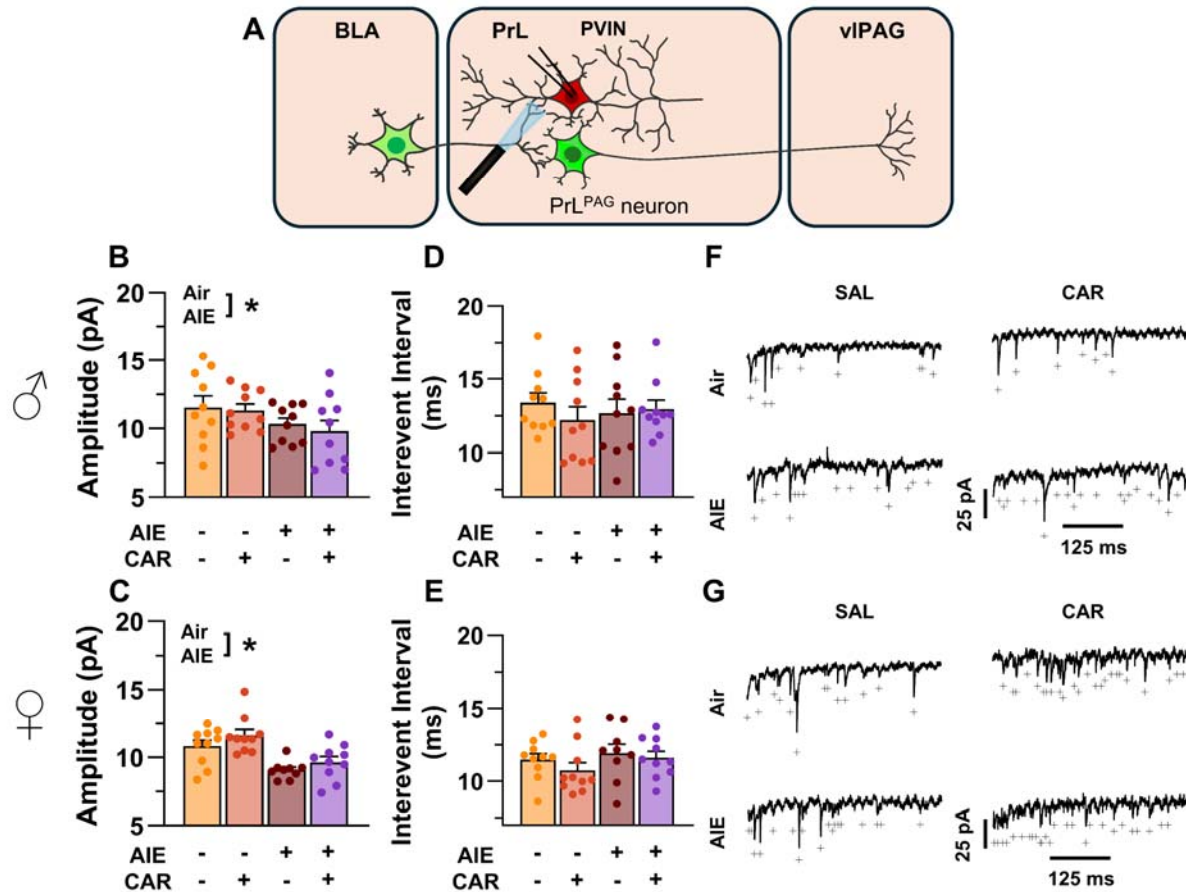 A
BLA
PrL
PVIN
vlPAG
PrL^PAG neuron
B
Amplitude (pA)
20
15
10
5
Air
AIE
] *
AIE - - + +
CAR - + - +
D
Interevent Interval
(ms)
20
15
10
AIE - - + +
CAR - + - +
F
SAL
CAR
Air
AIE
25 pA
125 ms
♂
C
Amplitude (pA)
20
15
10
5
Air
AIE
] *
AIE - - + +
CAR - + - +
E
Interevent Interval
(ms)
20
15
10
AIE - - + +
CAR - + - +
G
SAL
CAR
Air
AIE
25 pA
125 ms
♀